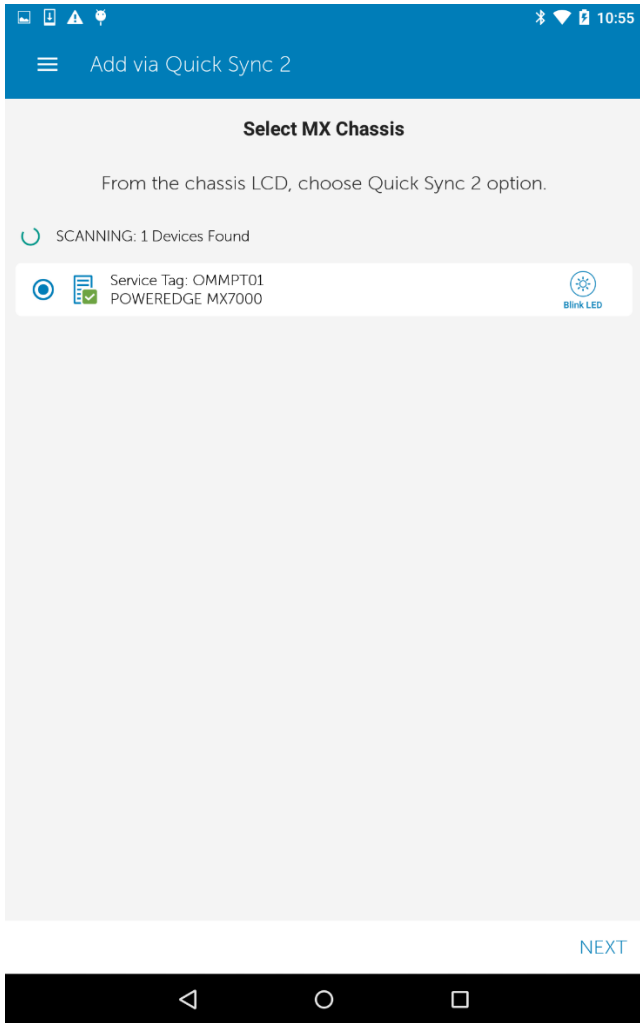 10:55
Add via Quick Sync 2
Select MX Chassis
From the chassis LCD, choose Quick Sync 2 option.
SCANNING: 1 Devices Found
Service Tag: OMMPT01
POWEREDGE MX7000
Blink LED
NEXT